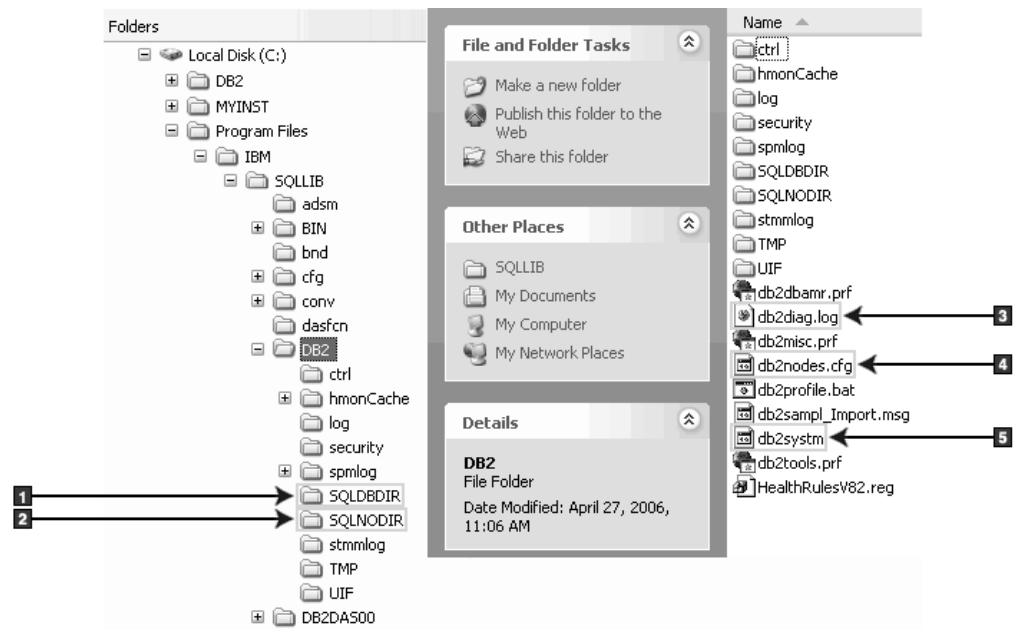 Folders
Local Disk (C:)
DB2
MYINST
Program Files
IBM
SQLLIB
adsm
BIN
bnd
cfg
conv
dasfcn
DB2
ctrl
hmonCache
log
security
spmlog
1 SQLDBDIR
2 SQLNODIR
stmmlog
TMP
UIF
DB2DAS00
File and Folder Tasks
Make a new folder
Publish this folder to the
Web
Share this folder
Other Places
SQLLIB
My Documents
My Computer
My Network Places
Details
DB2
File Folder
Date Modified: April 27, 2006,
11:06 AM
Name
ctrl
hmonCache
log
security
spmlog
SQLDBDIR
SQLNODIR
stmmlog
TMP
UIF
db2dbamr.prf
db2diag.log 3
db2misc.prf
db2nodes.cfg 4
db2profile.bat
db2sampl_Import.msg
db2systm 5
db2tools.prf
HealthRulesV82.reg